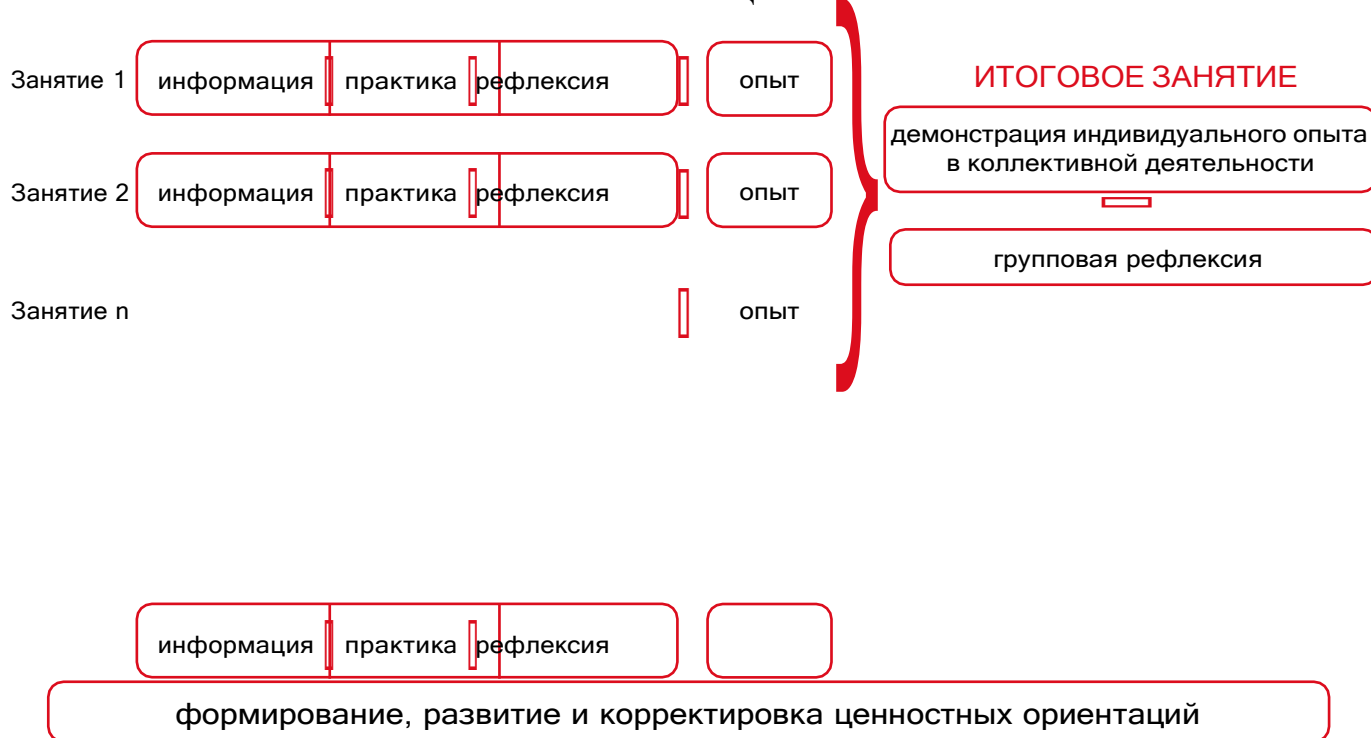 Занятие 1 информация практика рефлексия опыт
ИТОГОВОЕ ЗАНЯТИЕ
демонстрация индивидуального опыта
в коллективной деятельности
Занятие 2 информация практика рефлексия опыт
групповая рефлексия
Занятие n опыт
информация практика рефлексия
формирование, развитие и корректировка ценностных ориентаций